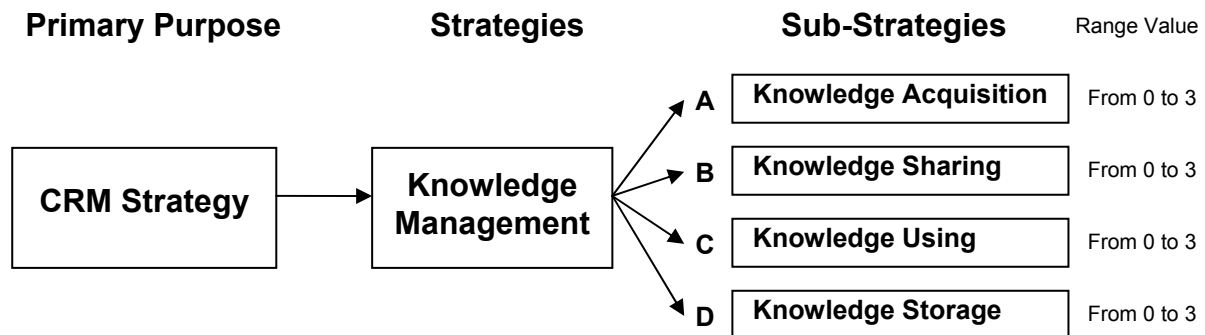 Primary Purpose Strategies Sub-Strategies Range Value
A Knowledge Acquisition From 0 to 3
CRM Strategy
Knowledge
Management
B Knowledge Sharing From 0 to 3
C Knowledge Using From 0 to 3
D Knowledge Storage From 0 to 3